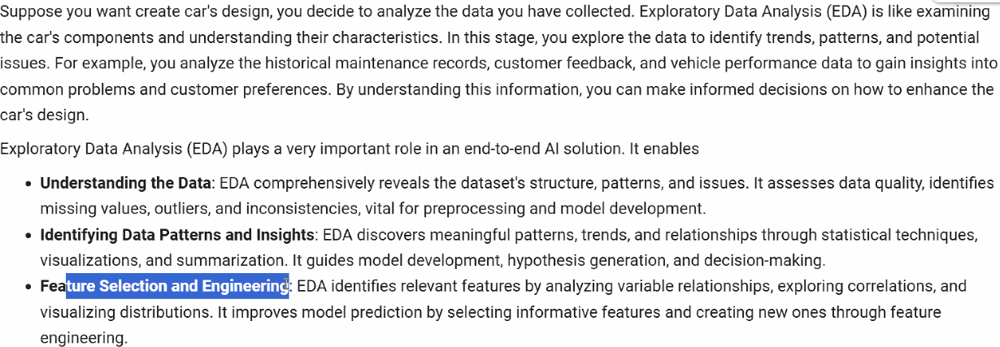 Suppose you want create car's design, you decide to analyze the data you have collected. Exploratory Data Analysis (EDA) is like examining
the car's components and understanding their characteristics. In this stage, you explore the data to identify trends, patterns, and potential
issues. For example, you analyze the historical maintenance records, customer feedback, and vehicle performance data to gain insights into
common problems and customer preferences. By understanding this information, you can make informed decisions on how to enhance the
car's design.
Exploratory Data Analysis (EDA) plays a very important role in an end-to-end AI solution. It enables
• Understanding the Data: EDA comprehensively reveals the dataset's structure, patterns, and issues. It assesses data quality, identifies
missing values, outliers, and inconsistencies, vital for preprocessing and model development.
• Identifying Data Patterns and Insights: EDA discovers meaningful patterns, trends, and relationships through statistical techniques,
visualizations, and summarization. It guides model development, hypothesis generation, and decision-making.
• Feature Selection and Engineering: EDA identifies relevant features by analyzing variable relationships, exploring correlations, and
visualizing distributions. It improves model prediction by selecting informative features and creating new ones through feature
engineering.